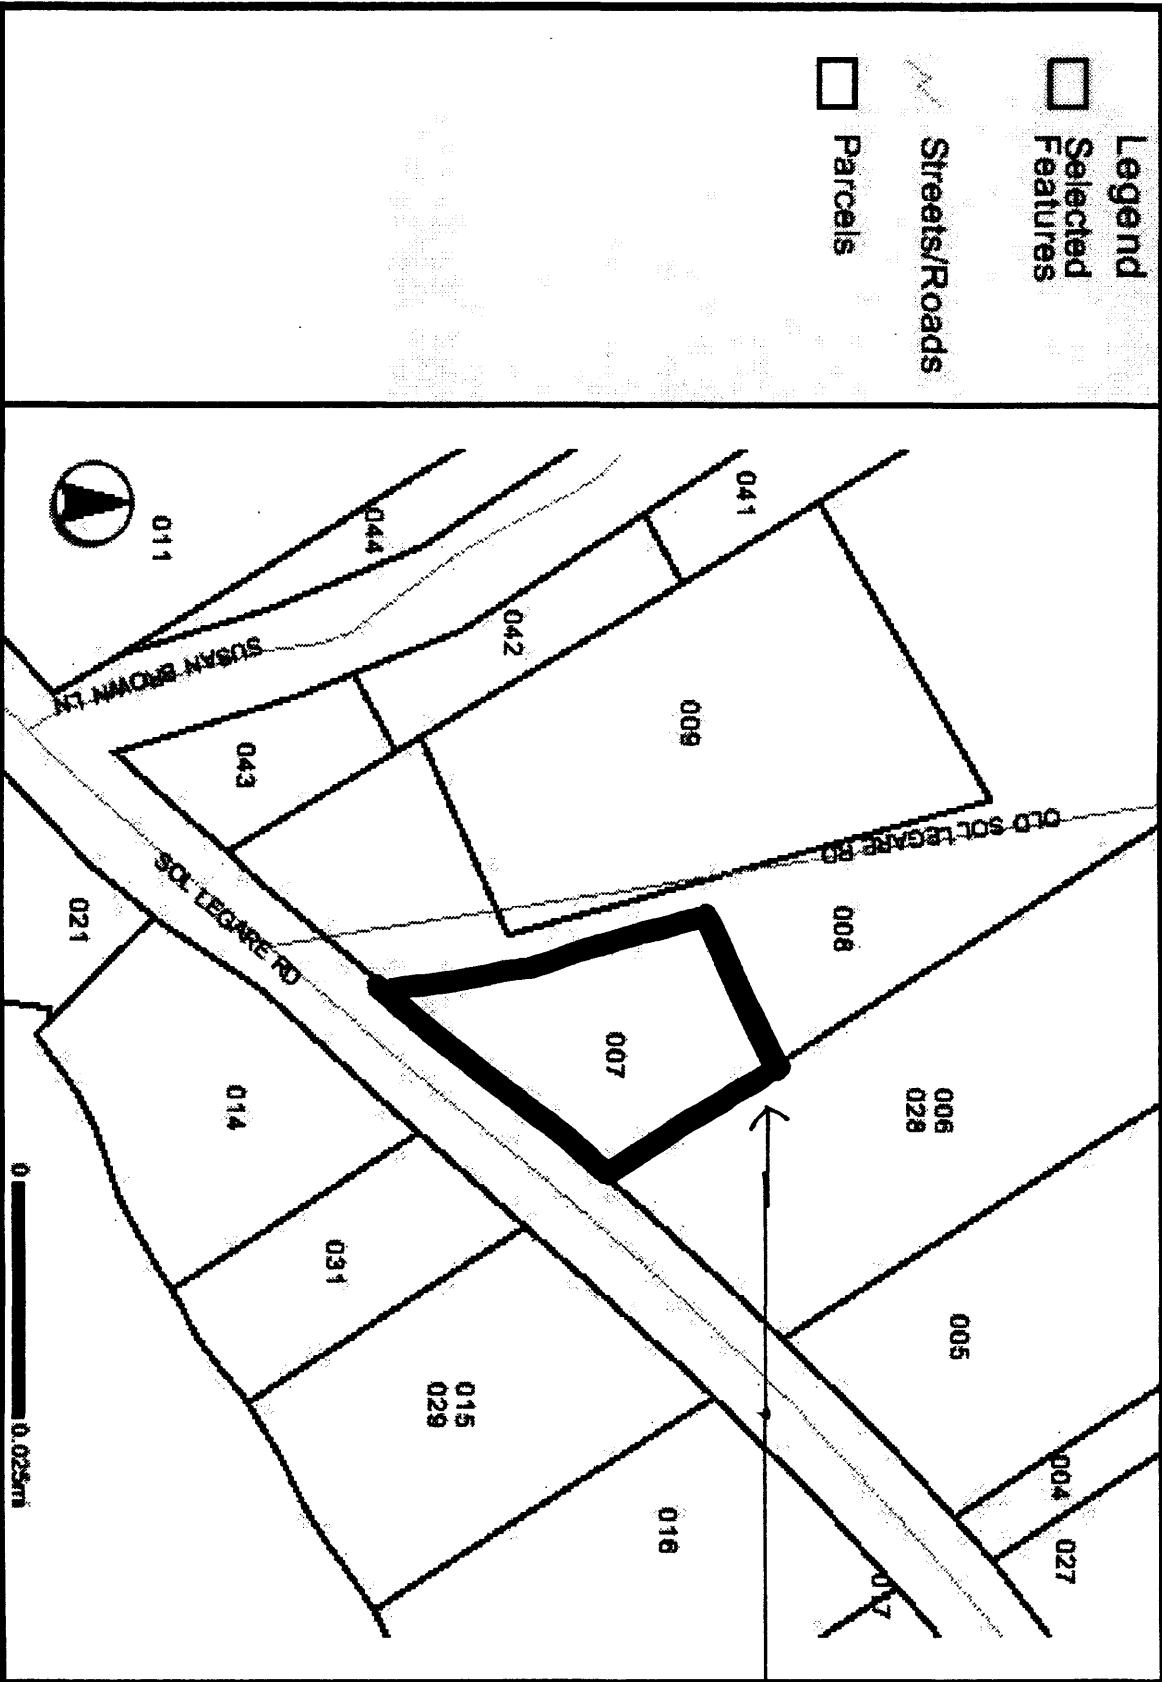 Legend
Selected
Features
Streets/Roads
Parcels
041
009
042
044
011
043
SUSAN BROWN LN
OLD SOL LEGARE RD
008
SOL LEGARE RD
021
007
006
028
014
031
005
015
029
004
027
016
017
0
0.025mi